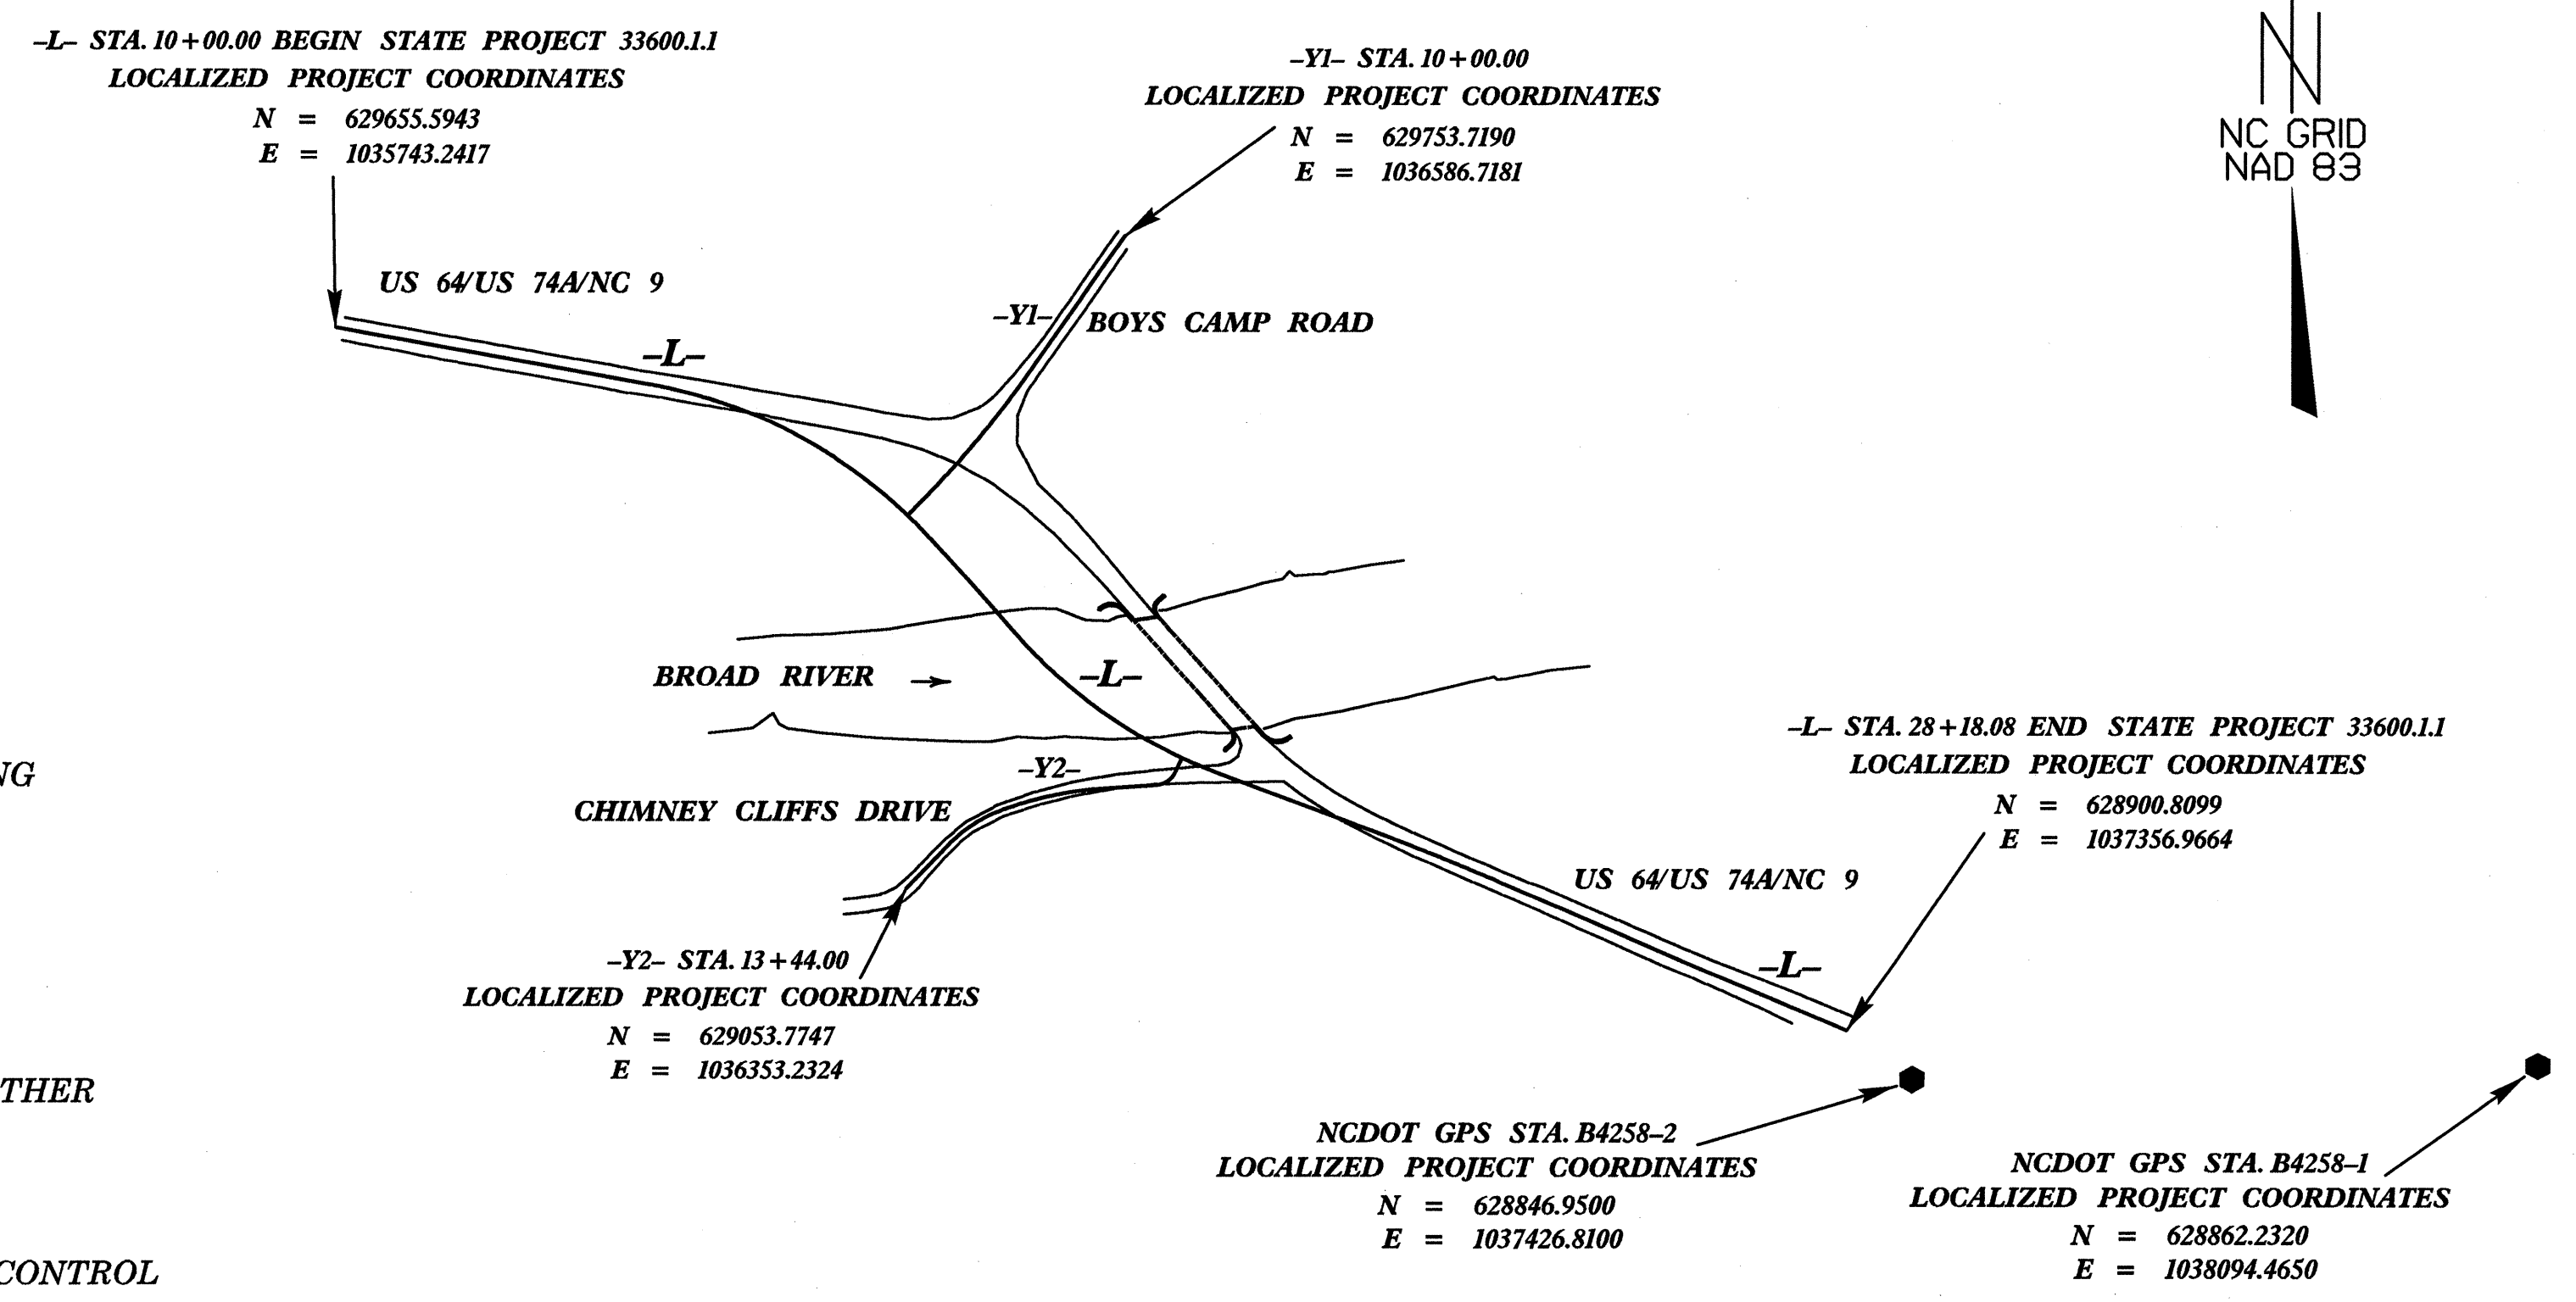 –L– STA. 10+00.00 BEGIN STATE PROJECT 33600.1.1
LOCALIZED PROJECT COORDINATES
N = 629655.5943
E = 1035743.2417
–Y1– STA. 10+00.00
LOCALIZED PROJECT COORDINATES
N = 629753.7190
E = 1036586.7181
NC GRID
NAD 83
US 64/US 74A/NC 9
–L–
–Y1–
BOYS CAMP ROAD
BROAD RIVER
–L–
–Y2–
CHIMNEY CLIFFS DRIVE
–L– STA. 28+18.08 END STATE PROJECT 33600.1.1
LOCALIZED PROJECT COORDINATES
N = 628900.8099
E = 1037356.9664
US 64/US 74A/NC 9
–L–
–Y2– STA. 13+44.00
LOCALIZED PROJECT COORDINATES
N = 629053.7747
E = 1036353.2324
NCDOT GPS STA. B4258–2
LOCALIZED PROJECT COORDINATES
N = 628846.9500
E = 1037426.8100
NCDOT GPS STA. B4258–1
LOCALIZED PROJECT COORDINATES
N = 628862.2320
E = 1038094.4650
NG
THER
CONTROL